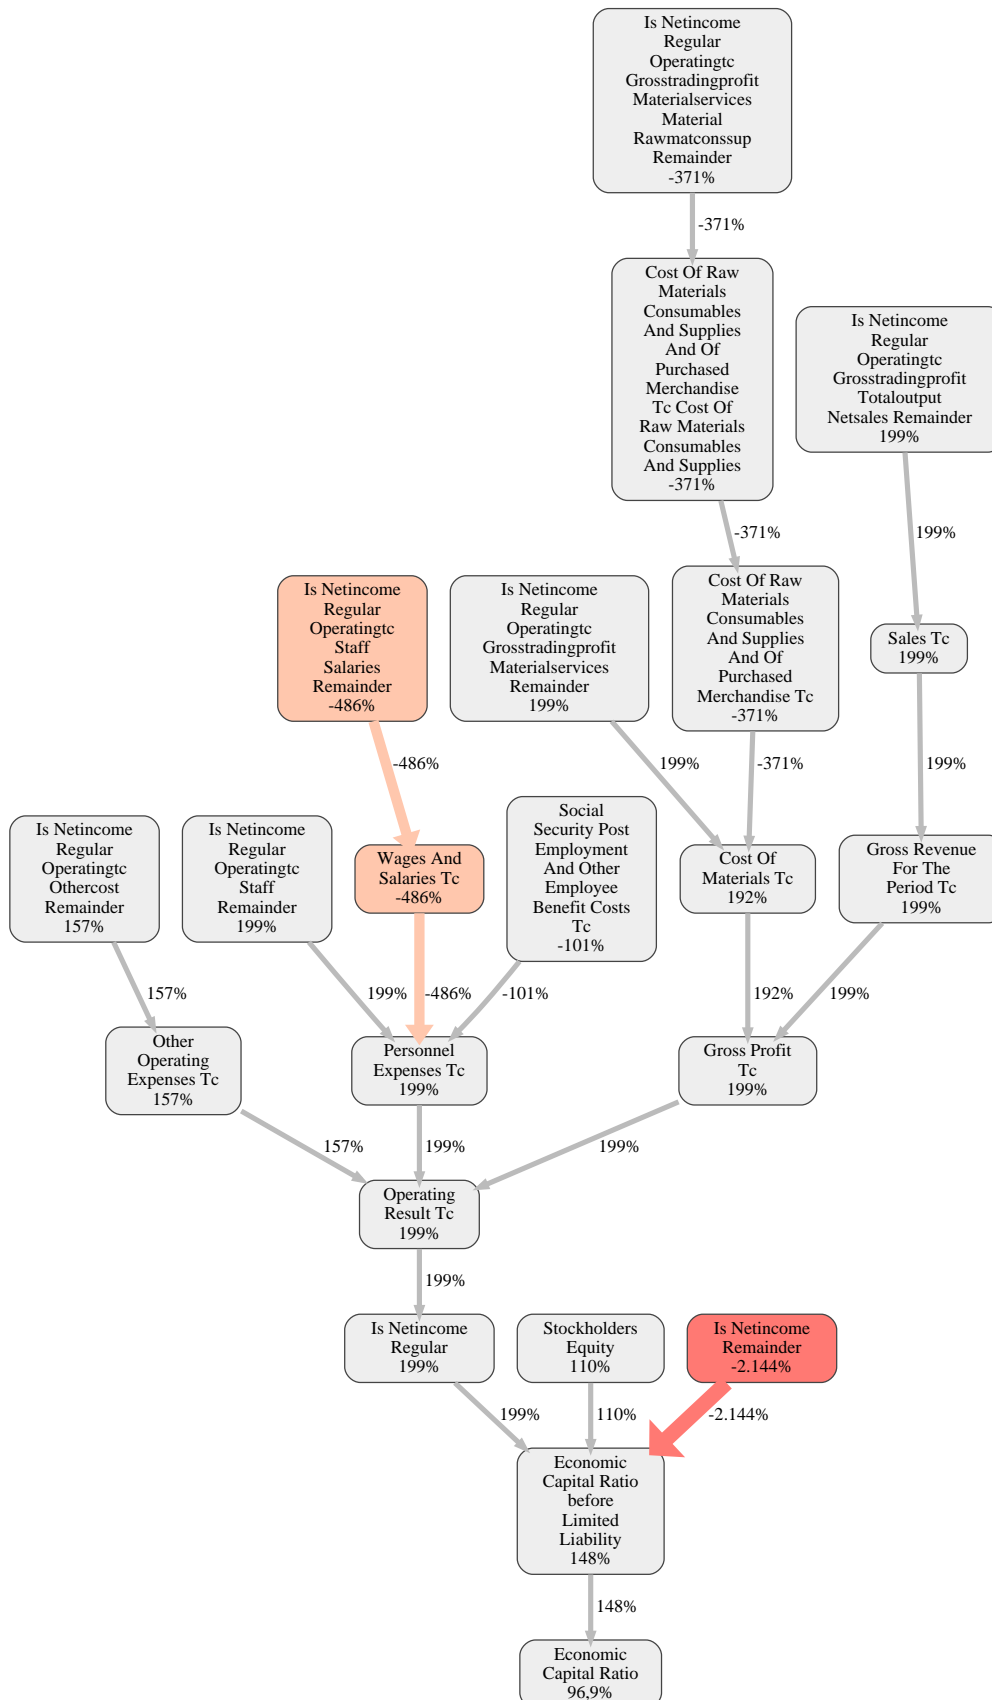 Is Netincome
Regular
Operatingtc
Grosstradingprofit
Materialservices
Material
Rawmatconssup
Remainder
-371%
-371%
Cost Of Raw
Materials
Consumables
And Supplies
And Of
Purchased
Merchandise
Tc Cost Of
Raw Materials
Consumables
And Supplies
-371%
Is Netincome
Regular
Operatingtc
Grosstradingprofit
Totaloutput
Netsales Remainder
199%
-371%
199%
Is Netincome
Regular
Operatingtc
Staff
Salaries
Remainder
-486%
Is Netincome
Regular
Operatingtc
Grosstradingprofit
Materialservices
Remainder
199%
Cost Of Raw
Materials
Consumables
And Supplies
And Of
Purchased
Merchandise Tc
-371%
Sales Tc
199%
-486%
199%
-371%
199%
Is Netincome
Regular
Operatingtc
Othercost
Remainder
157%
Is Netincome
Regular
Operatingtc
Staff
Remainder
199%
Wages And
Salaries Tc
-486%
Social
Security Post
Employment
And Other
Employee
Benefit Costs
Tc
-101%
Cost Of
Materials Tc
192%
Gross Revenue
For The
Period Tc
199%
157%
199%
-486%
-101%
192%
199%
Other
Operating
Expenses Tc
157%
Personnel
Expenses Tc
199%
Gross Profit
Tc
199%
157%
199%
199%
Operating
Result Tc
199%
199%
Is Netincome
Regular
199%
Stockholders
Equity
110%
Is Netincome
Remainder
-2.144%
199%
110%
-2.144%
Economic
Capital Ratio
before
Limited
Liability
148%
148%
Economic
Capital Ratio
96,9%